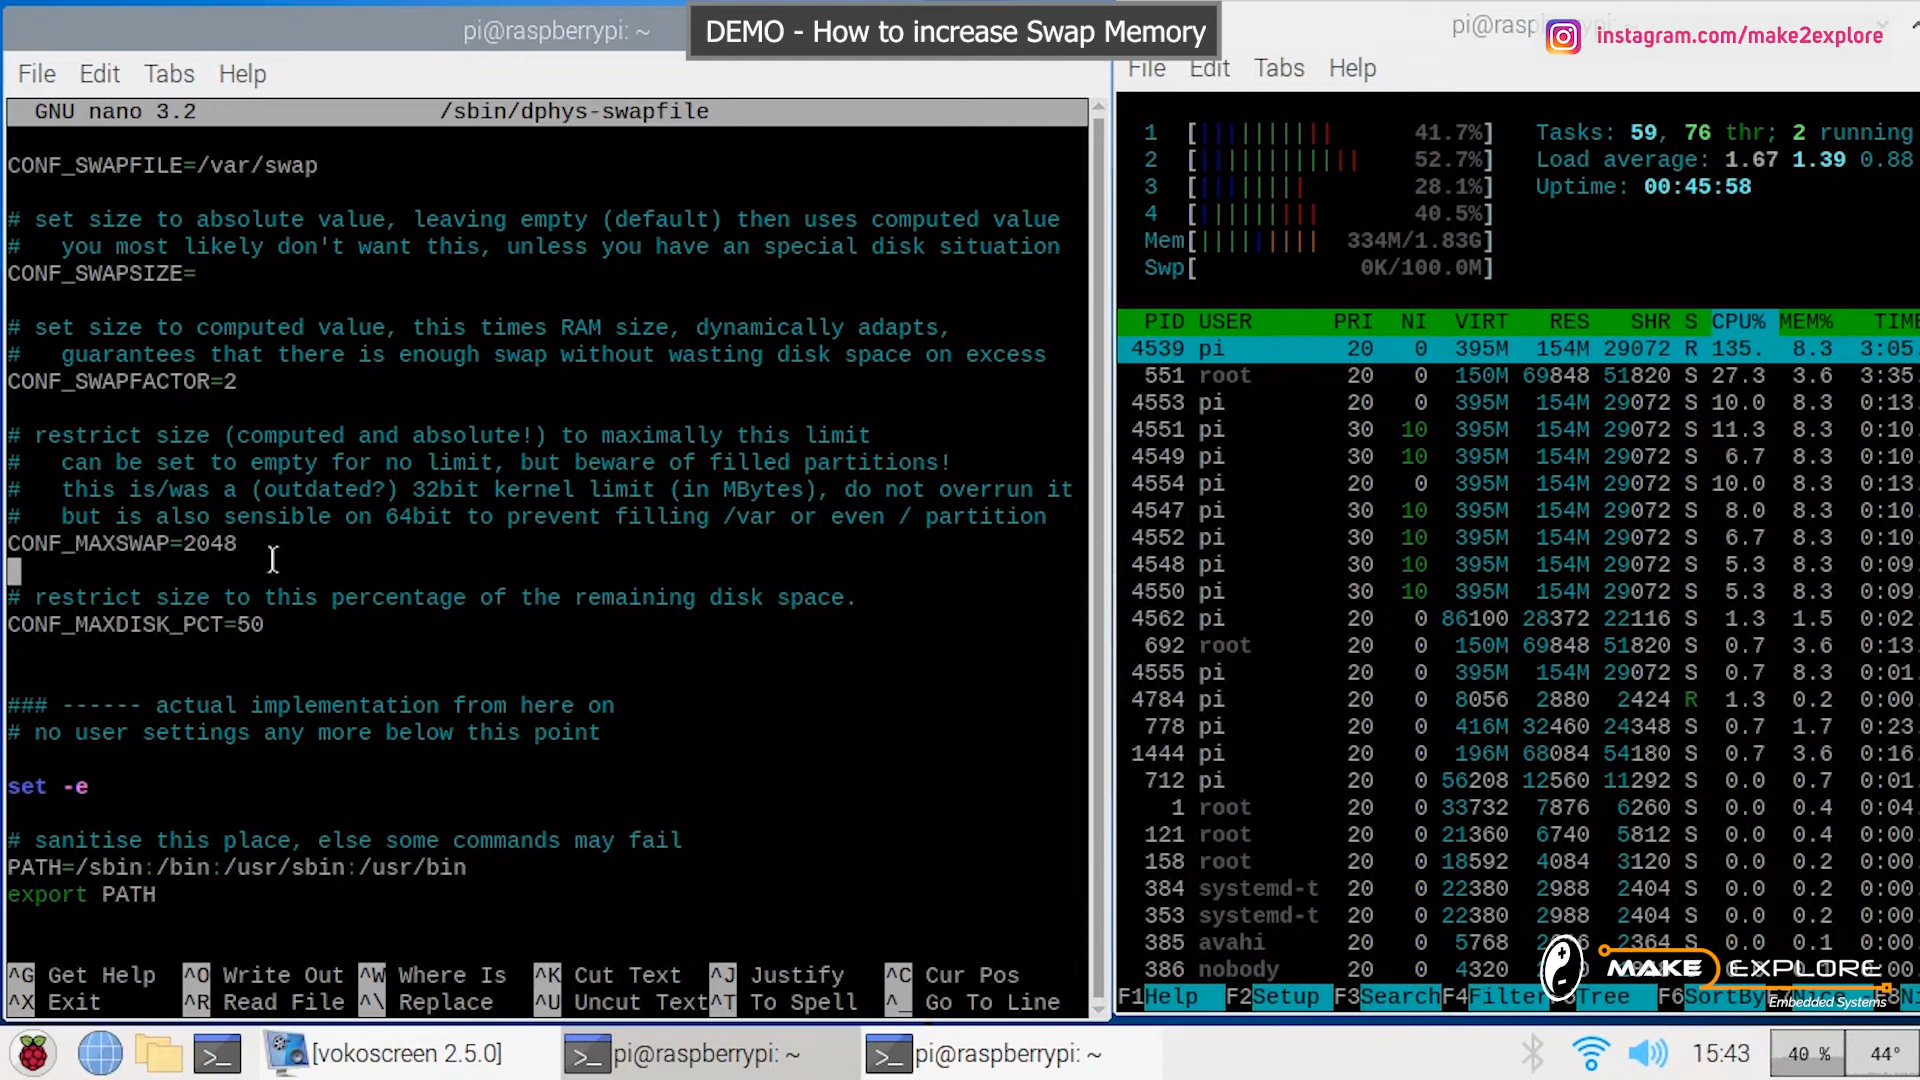 DEMO - How to increase Swap Memory
pi@raspberrypi: ~
File Edit Tabs Help
GNU nano 3.2 /sbin/dphys-swapfile
CONF_SWAPFILE=/var/swap
# set size to absolute value, leaving empty (default) then uses computed value
#   you most likely don't want this, unless you have an special disk situation
CONF_SWAPSIZE=
# set size to computed value, this times RAM size, dynamically adapts,
#   guarantees that there is enough swap without wasting disk space on excess
CONF_SWAPFACTOR=2
# restrict size (computed and absolute!) to maximally this limit
#   can be set to empty for no limit, but beware of filled partitions!
#   this is/was a (outdated?) 32bit kernel limit (in MBytes), do not overrun it
#   but is also sensible on 64bit to prevent filling /var or even / partition
CONF_MAXSWAP=2048
# restrict size to this percentage of the remaining disk space.
CONF_MAXDISK_PCT=50
### ------ actual implementation from here on
# no user settings any more below this point
set -e
# sanitise this place, else some commands may fail
PATH=/sbin:/bin:/usr/sbin:/usr/bin
export PATH
^G Get Help ^O Write Out ^W Where Is ^K Cut Text ^J Justify ^C Cur Pos
^X Exit ^R Read File ^\ Replace ^U Uncut Text ^T To Spell ^_ Go To Line
instagram.com/make2explore
File Edit Tabs Help
1 [ 41.7%] Tasks: 59, 76 thr; 2 running
2 [ 52.7%] Load average: 1.67 1.39 0.88
3 [ 28.1%] Uptime: 00:45:58
4 [ 40.5%]
Mem[ 334M/1.83G]
Swp[ 0K/100.0M]
PID USER PRI NI VIRT RES SHR S CPU% MEM% TIME
4539 pi 20 0 395M 154M 29072 R 135. 8.3 3:05.
551 root 20 0 150M 69848 51820 S 27.3 3.6 3:35.
4553 pi 20 0 395M 154M 29072 S 10.0 8.3 0:13.
4551 pi 30 10 395M 154M 29072 S 11.3 8.3 0:10.
4549 pi 30 10 395M 154M 29072 S 6.7 8.3 0:10.
4554 pi 20 0 395M 154M 29072 S 10.0 8.3 0:13.
4547 pi 30 10 395M 154M 29072 S 8.0 8.3 0:10.
4552 pi 30 10 395M 154M 29072 S 6.7 8.3 0:10.
4548 pi 30 10 395M 154M 29072 S 5.3 8.3 0:09.
4550 pi 30 10 395M 154M 29072 S 5.3 8.3 0:09.
4562 pi 20 0 86100 28372 22116 S 1.3 1.5 0:02.
692 root 20 0 150M 69848 51820 S 0.7 3.6 0:12.
4555 pi 20 0 395M 154M 29072 S 0.7 8.3 0:01.
4784 pi 20 0 8056 2880 2424 R 1.3 0.2 0:00.
778 pi 20 0 416M 32460 24348 S 0.7 1.7 0:23.
1444 pi 20 0 196M 68084 54180 S 0.7 3.6 0:16.
712 pi 20 0 56208 12560 11292 S 0.0 0.7 0:01.
1 root 20 0 33732 7876 6260 S 0.0 0.4 0:04.
121 root 20 0 21360 6740 5812 S 0.0 0.4 0:00.
158 root 20 0 18592 4084 3120 S 0.0 0.2 0:00.
384 systemd-t 20 0 22380 2988 2404 S 0.0 0.2 0:00.
353 systemd-t 20 0 22380 2988 2404 S 0.0 0.2 0:00.
385 avahi 20 0 5768 2364 S 0.0 0.1 0:00.
386 nobody 20 0 4320
MAKE EXPLORE
Embedded Systems
F1Help F2Setup F3Search F4Filter Tree F6SortBy
[vokoscreen 2.5.0] pi@raspberrypi: ~ pi@raspberrypi: ~ 15:43 40 % 44°